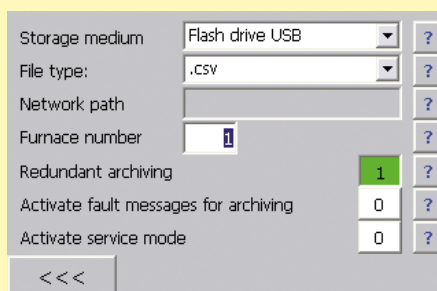 Storage medium Flash drive USB ?
File type: .csv ?
Network path ?
Furnace number 1 ?
Redundant archiving 1 ?
Activate fault messages for archiving 0 ?
Activate service mode 0 ?
<<<